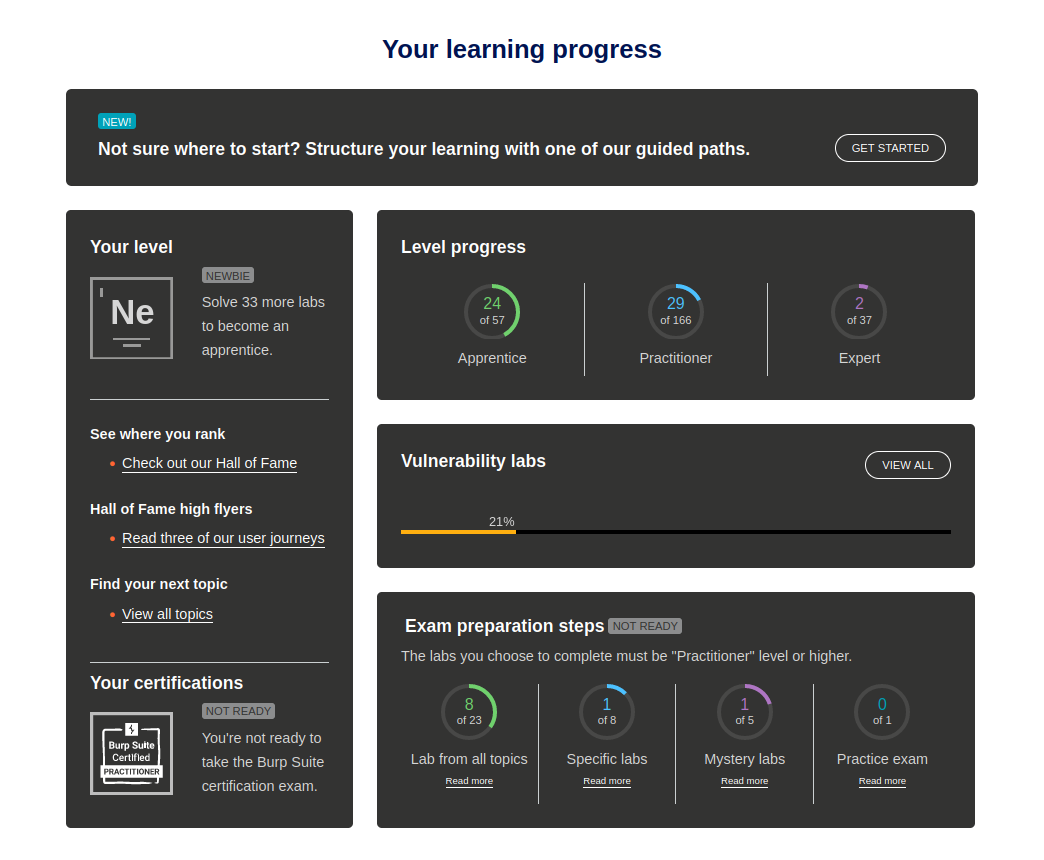 Your learning progress
NEW!
Not sure where to start? Structure your learning with one of our guided paths.
GET STARTED
Your level
Ne
NEWBIE
Solve 33 more labs
to become an
apprentice.
See where you rank
Check out our Hall of Fame
Hall of Fame high flyers
Read three of our user journeys
Find your next topic
View all topics
Your certifications
Burp Suite
Certified
PRACTITIONER
NOT READY
You're not ready to
take the Burp Suite
certification exam.
Level progress
24
of 57
Apprentice
29
of 166
Practitioner
2
of 37
Expert
Vulnerability labs
VIEW ALL
21%
Exam preparation steps NOT READY
The labs you choose to complete must be "Practitioner" level or higher.
8
of 23
Lab from all topics
Read more
1
of 8
Specific labs
Read more
1
of 5
Mystery labs
Read more
0
of 1
Practice exam
Read more